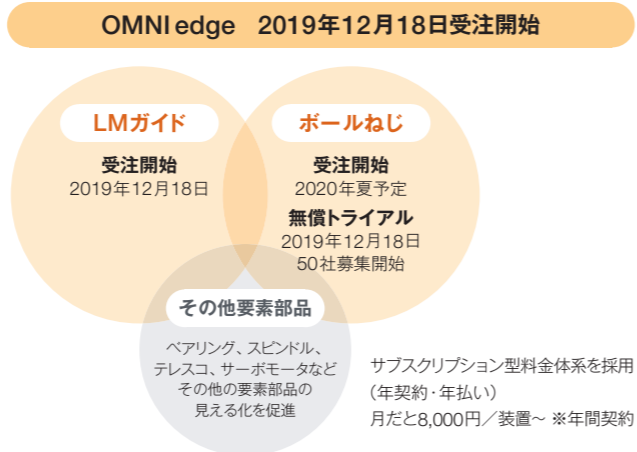 OMNI edge 2019年12月18日受注開始
LMガイド
受注開始
2019年12月18日
ボールねじ
受注開始
2020年夏予定
無償トライアル
2019年12月18日
50社募集開始
その他要素部品
ベアリング、スピンドル、
テレスコ、サーボモータなど
その他の要素部品の
見える化を促進
サブスクリプション型料金体系を採用
（年契約・年払い）
月だと8,000円／装置～ ※年間契約